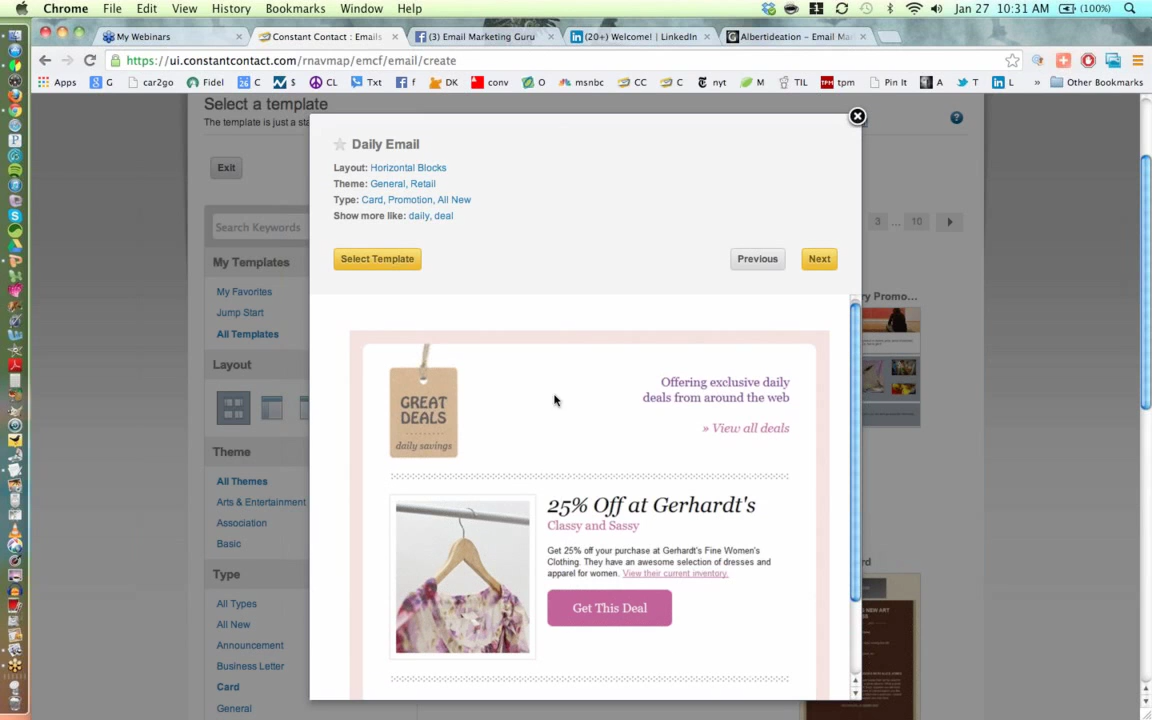 Chrome File Edit View History Bookmarks Window Help Jan 27 10:31 AM (100%)
My Webinars
Constant Contact : Emails
(3) Email Marketing Guru
(20+) Welcome! | LinkedIn
Albertideation – Email Ma
https://ui.constantcontact.com/rnavmap/emcf/email/create
Apps G car2go Fidel C $ CL Txt f DK conv O msnbc CC C nyt M TIL tpm Pin It A T L » Other Bookmarks
Select a template
The template is just a sta
Exit
Search Keywords
My Templates
My Favorites
Jump Start
All Templates
Layout
Theme
All Themes
Arts & Entertainment
Association
Basic
Type
All Types
All New
Announcement
Business Letter
Card
General
Daily Email
Layout: Horizontal Blocks
Theme: General, Retail
Type: Card, Promotion, All New
Show more like: daily, deal
Select Template
Previous
Next
GREAT
DEALS
daily savings
Offering exclusive daily
deals from around the web
» View all deals
25% Off at Gerhardt's
Classy and Sassy
Get 25% off your purchase at Gerhardt's Fine Women's
Clothing. They have an awesome selection of dresses and
apparel for women. View their current inventory.
Get This Deal
3 ... 10
ry Promo...
rd